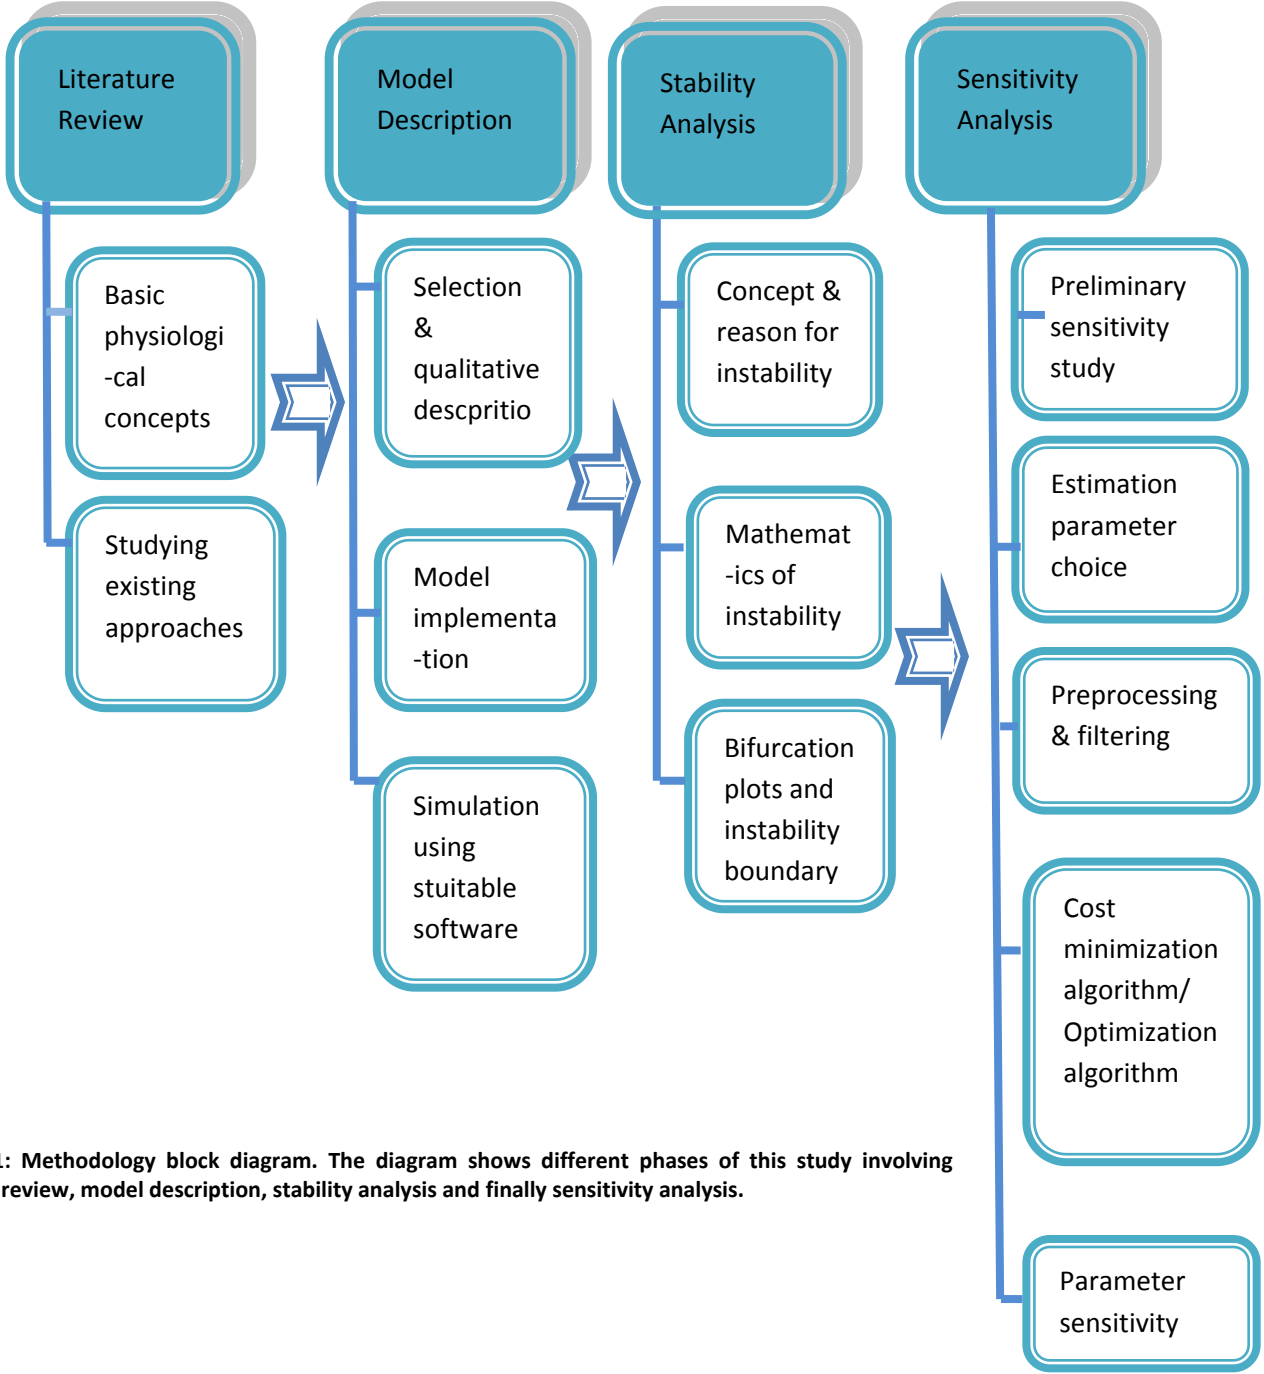 Literature
Review
Basic
physiologi
-cal
concepts
Studying
existing
approaches
Model
Description
Selection
&
qualitative
descpritio
Model
implementa
-tion
Simulation
using
stuitable
software
Stability
Analysis
Concept &
reason for
instability
Mathemat
-ics of
instability
Bifurcation
plots and
instability
boundary
Sensitivity
Analysis
Preliminary
sensitivity
study
Estimation
parameter
choice
Preprocessing
& filtering
Cost
minimization
algorithm/
Optimization
algorithm
Parameter
sensitivity
1: Methodology block diagram. The diagram shows different phases of this study involving
review, model description, stability analysis and finally sensitivity analysis.